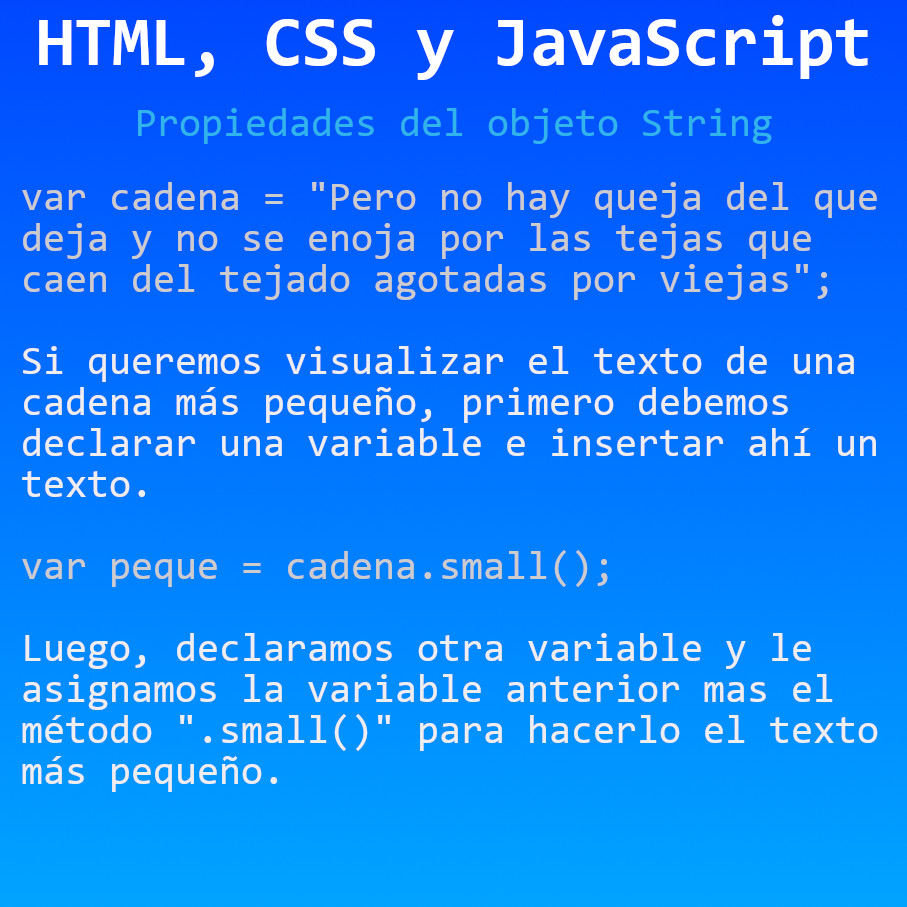 HTML, CSS y JavaScript
Propiedades del objeto String
var cadena = "Pero no hay queja del que
deja y no se enoja por las tejas que
caen del tejado agotadas por viejas";
Si queremos visualizar el texto de una
cadena más pequeño, primero debemos
declarar una variable e insertar ahí un
texto.
var peque = cadena.small();
Luego, declaramos otra variable y le
asignamos la variable anterior mas el
método ".small()" para hacerlo el texto
más pequeño.